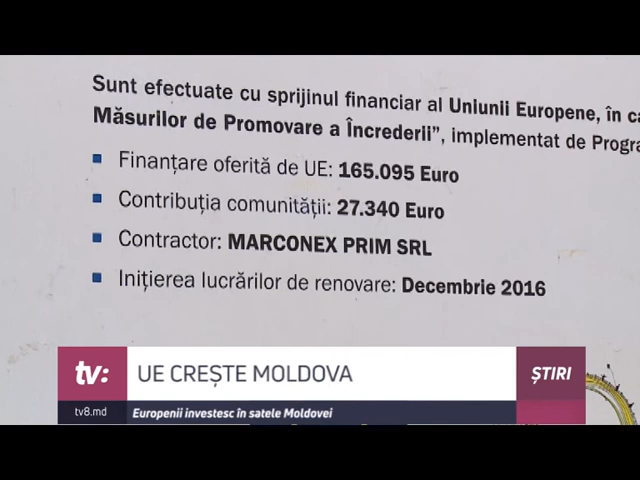 Sunt efectuate cu sprijinul financiar al Uniunii Europene, în
Măsurilor de Promovare a Încrederii”, implementat de
Finanțare oferită de UE: 165.095 Euro
Contribuția comunității: 27.340 Euro
Contractor: MARCONEX PRIM SRL
Inițierea lucrărilor de renovare: Decembrie 2016
tv: UE CREȘTE MOLDOVA ȘTIRI
tv8.md Europenii investesc în satele Moldovei